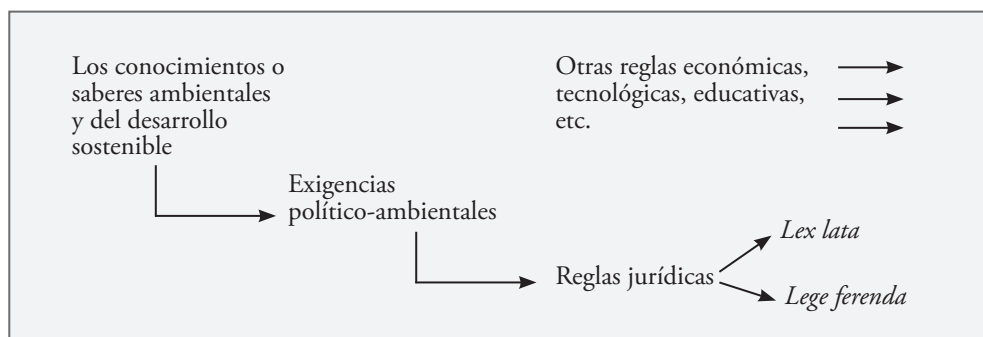 Los conocimientos o
saberes ambientales
y del desarrollo
sostenible
Otras reglas económicas,
tecnológicas, educativas,
etc.
Exigencias
político-ambientales
Reglas jurídicas
Lex lata
Lege ferenda